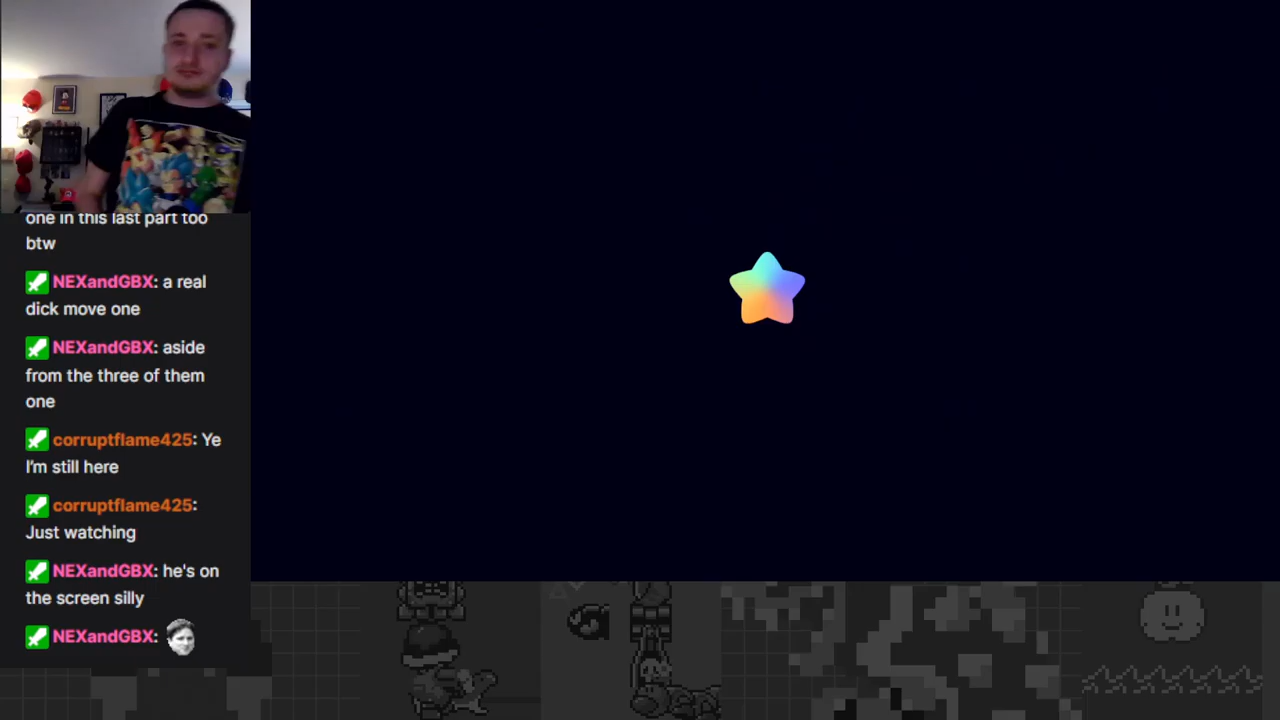 one in this last part too
btw
NEXandGBX: a real
dick move one
NEXandGBX: aside
from the three of them
one
corruptflame425: Ye
I'm still here
corruptflame425:
Just watching
NEXandGBX: he's on
the screen silly
NEXandGBX: